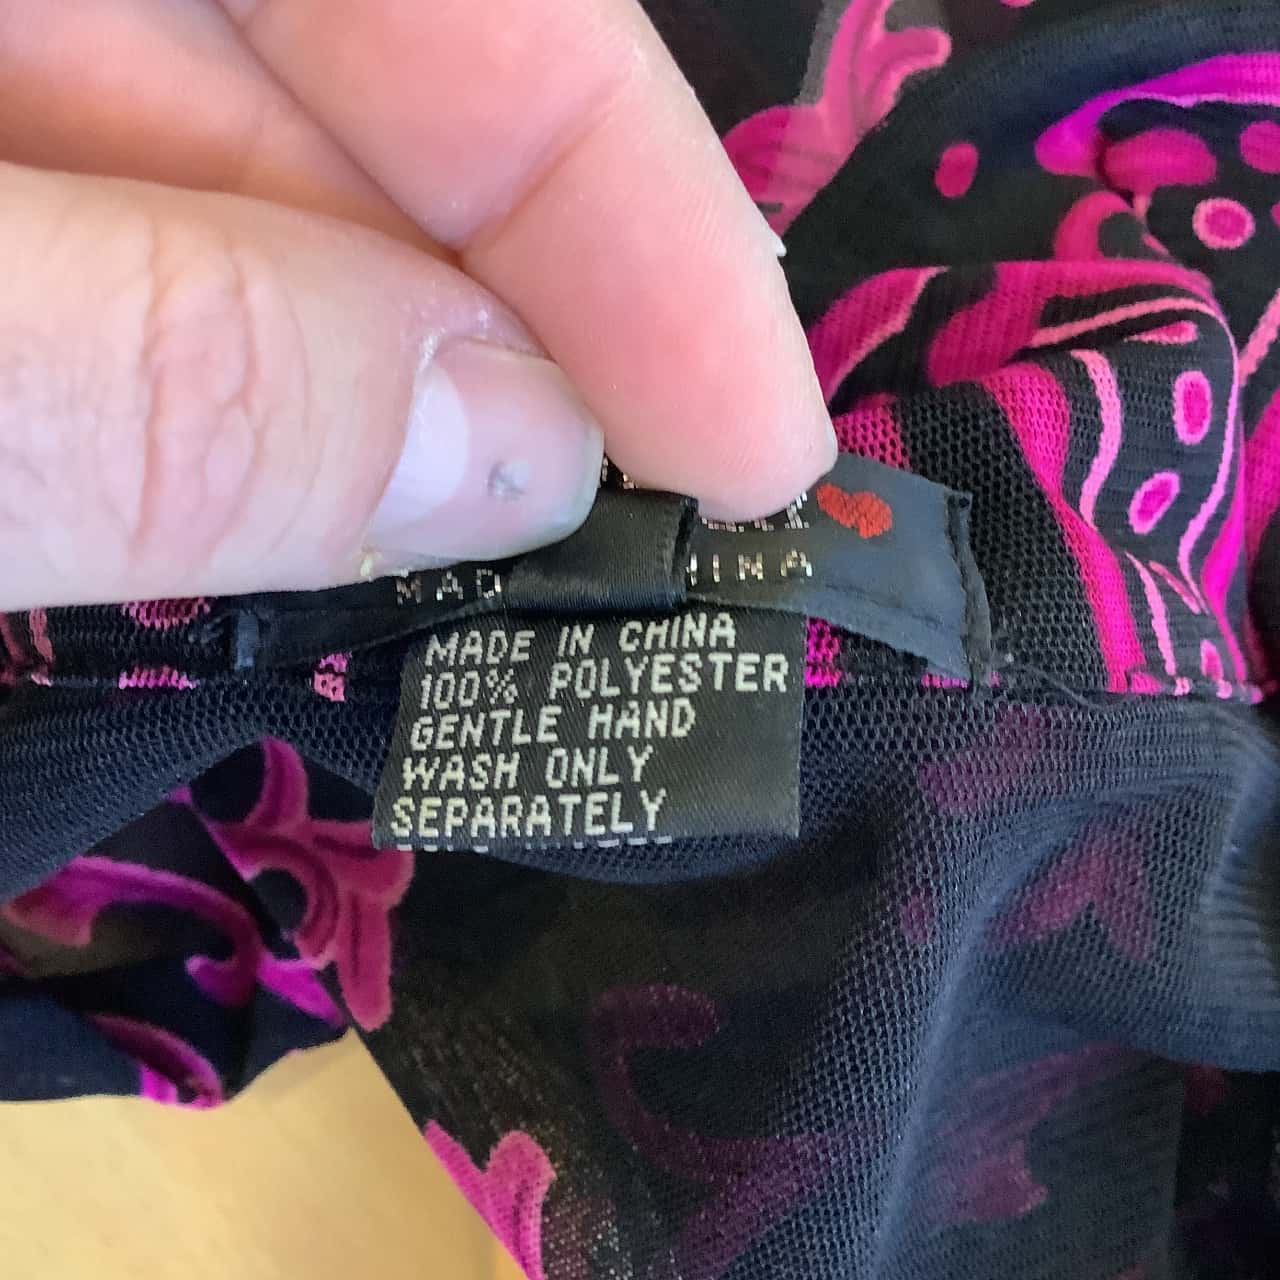 MADE IN CHINA
100% POLYESTER
GENTLE HAND
WASH ONLY
SEPARATELY